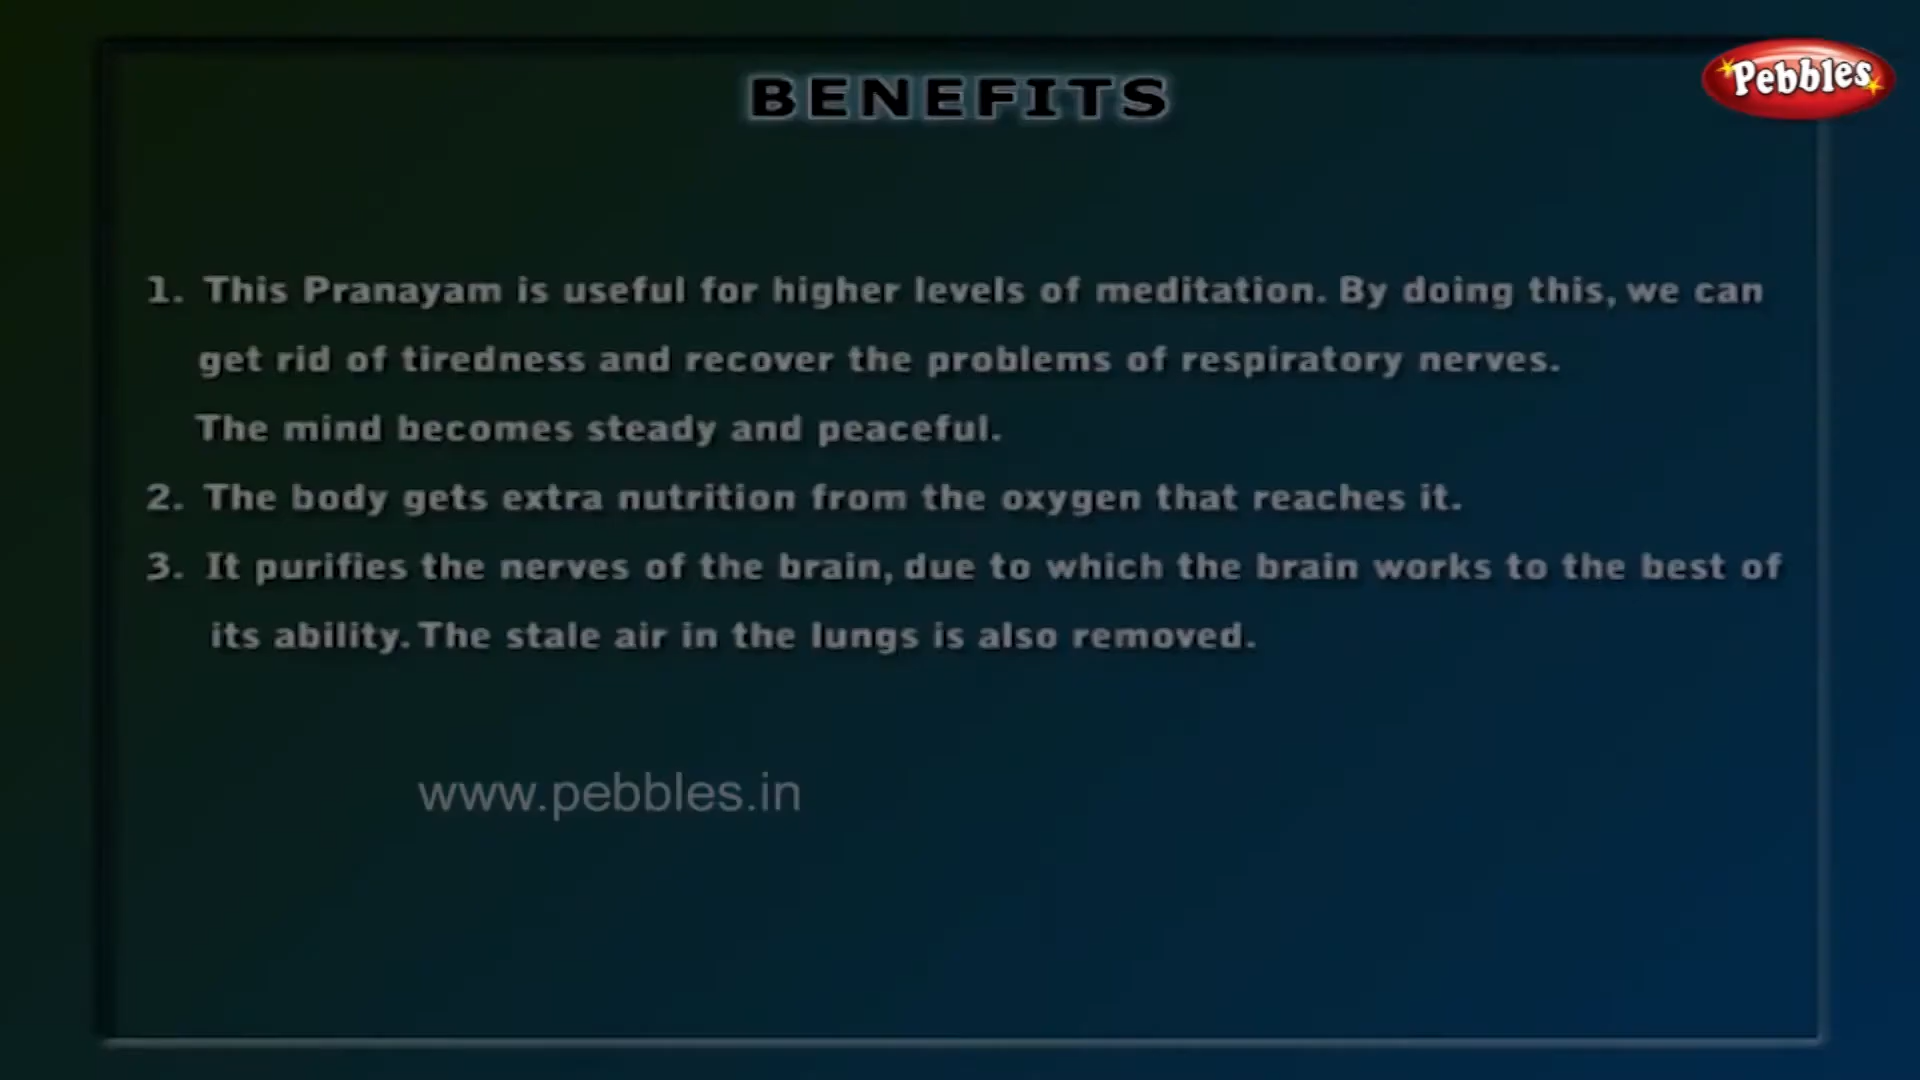 BENEFITS
Pebbles
1. This Pranayam is useful for higher levels of meditation. By doing this, we can
get rid of tiredness and recover the problems of respiratory nerves.
The mind becomes steady and peaceful.
2. The body gets extra nutrition from the oxygen that reaches it.
3. It purifies the nerves of the brain, due to which the brain works to the best of
its ability. The stale air in the lungs is also removed.
www.pebbles.in